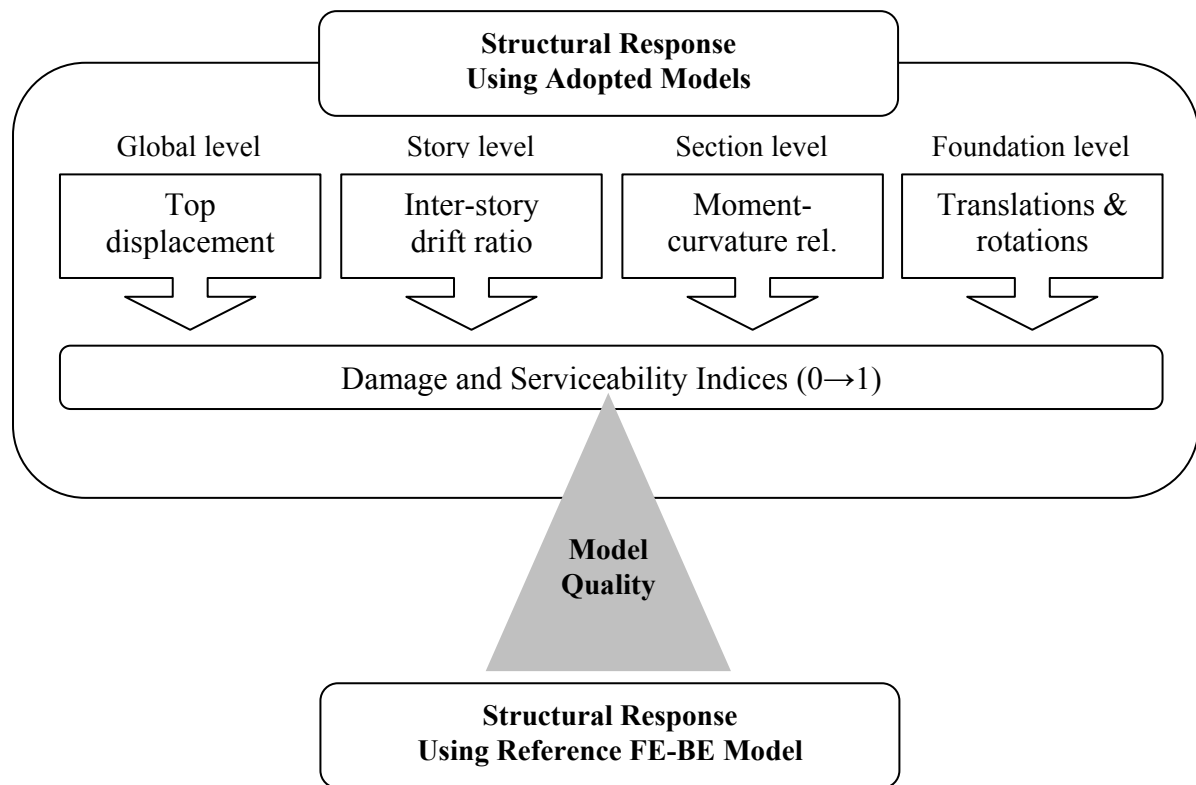 Structural Response
Using Adopted Models
Global level
Story level
Section level
Foundation level
Top
displacement
Inter-story
drift ratio
Moment-
curvature rel.
Translations &
rotations
Damage and Serviceability Indices (0→1)
Model
Quality
Structural Response
Using Reference FE-BE Model